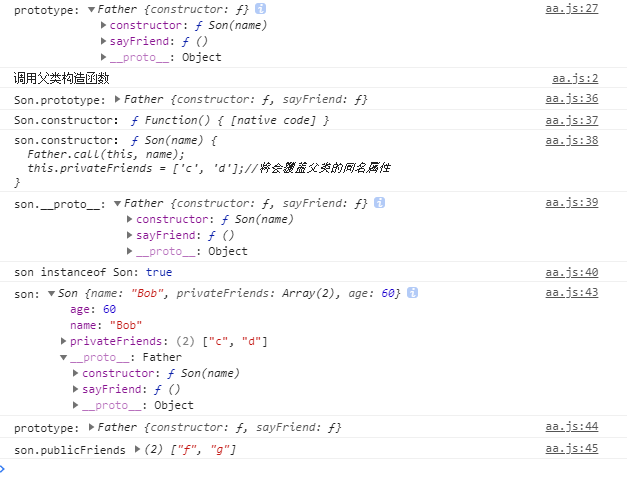 prototype: ▼Father {constructor: ƒ} i aa.js:27
▶constructor: ƒ Son(name)
▶sayFriend: ƒ ()
▶__proto__: Object
调用父类构造函数 aa.js:2
Son.prototype: ▶Father {constructor: ƒ, sayFriend: ƒ} aa.js:36
Son.constructor: ƒ Function() { [native code] } aa.js:37
son.constructor: ƒ Son(name) { aa.js:38
Father.call(this, name);
this.privateFriends = ['c', 'd'];//将会覆盖父类的同名属性
}
son.__proto__: ▼Father {constructor: ƒ, sayFriend: ƒ} i aa.js:39
▶constructor: ƒ Son(name)
▶sayFriend: ƒ ()
▶__proto__: Object
son instanceof Son: true aa.js:40
son: ▼Son {name: "Bob", privateFriends: Array(2), age: 60} i aa.js:43
age: 60
name: "Bob"
▶privateFriends: (2) ["c", "d"]
▼__proto__: Father
▶constructor: ƒ Son(name)
▶sayFriend: ƒ ()
▶__proto__: Object
prototype: ▶Father {constructor: ƒ, sayFriend: ƒ} aa.js:44
son.publicFriends ▶(2) ["f", "g"] aa.js:45
>